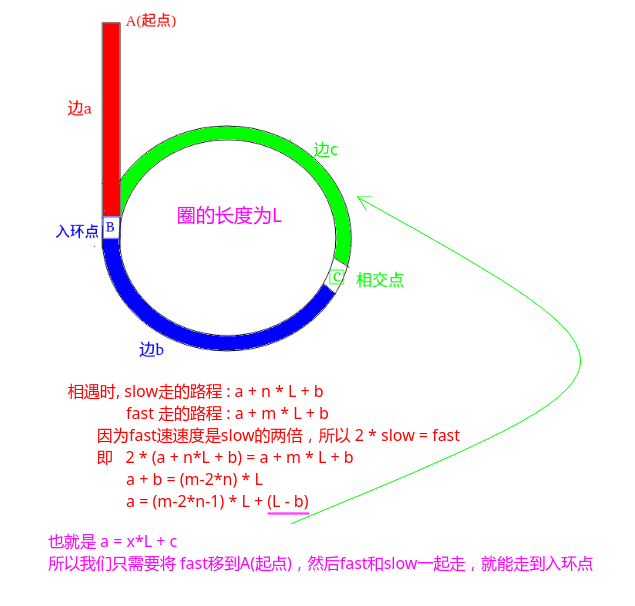 A(起点)
边a
边c
圈的长度为L
入环点
B
C
相交点
边b
相遇时, slow走的路程 : a + n * L + b
fast 走的路程 : a + m * L + b
因为fast速速度是slow的两倍，所以 2 * slow = fast
即 2 * (a + n*L + b) = a + m * L + b
a + b = (m-2*n) * L
a = (m-2*n-1) * L + (L - b)
也就是 a = x*L + c
所以我们只需要将 fast移到A(起点)，然后fast和slow一起走，就能走到入环点